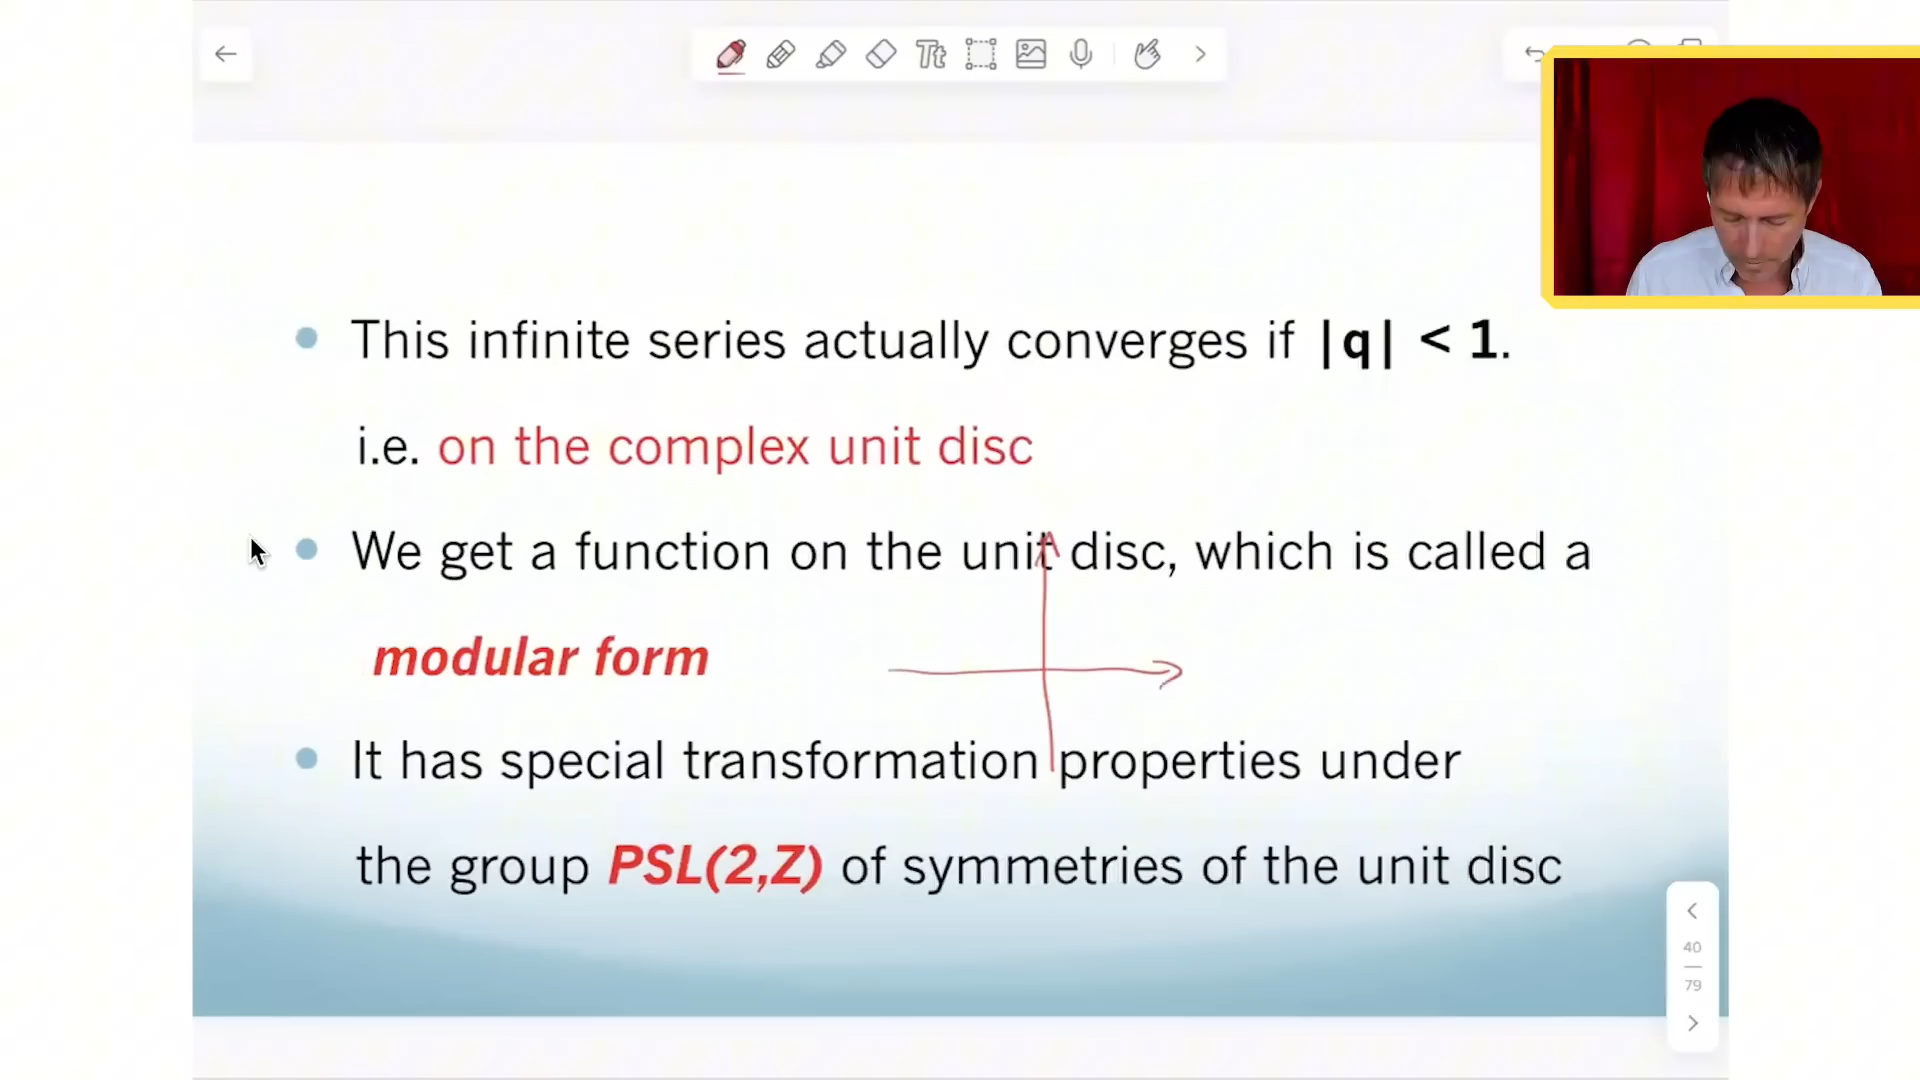 Tt
This infinite series actually converges if |q| < 1.
i.e. on the complex unit disc
We get a function on the unit disc, which is called a
modular form
It has special transformation properties under
the group PSL(2,Z) of symmetries of the unit disc
40
79